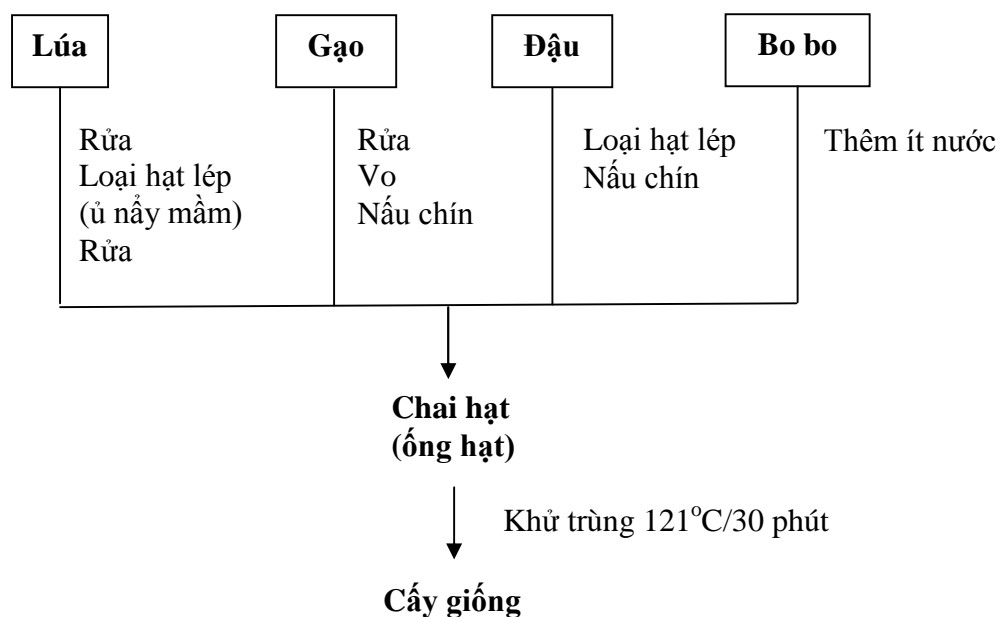 Lúa
Gạo
Đậu
Bo bo
Rửa
Loại hạt lép
(ủ nẩy mầm)
Rửa
Rửa
Vo
Nấu chín
Loại hạt lép
Nấu chín
Thêm ít nước
Chai hạt
(ống hạt)
Khử trùng 121°C/30 phút
Cấy giống